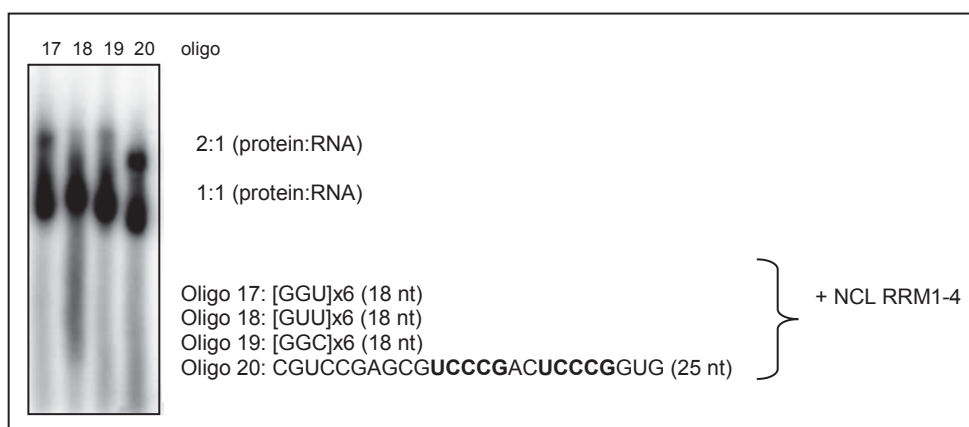 17 18 19 20 oligo
2:1 (protein:RNA)
1:1 (protein:RNA)
Oligo 17: [GGU]x6 (18 nt)
Oligo 18: [GUU]x6 (18 nt)
Oligo 19: [GGC]x6 (18 nt)
Oligo 20: CGUCCGAGCGUCCCGACUCCCGGUG (25 nt)
+ NCL RRM1-4